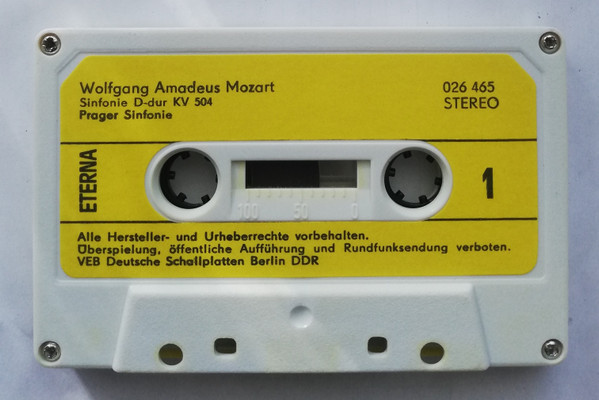 Wolfgang Amadeus Mozart
Sinfonie D-dur KV 504
Prager Sinfonie
026 465
STEREO
ETERNA
1
100 50 0
Alle Hersteller- und Urheberrechte vorbehalten.
Überspielung, öffentliche Aufführung und Rundfunksendung verboten.
VEB Deutsche Schallplatten Berlin DDR